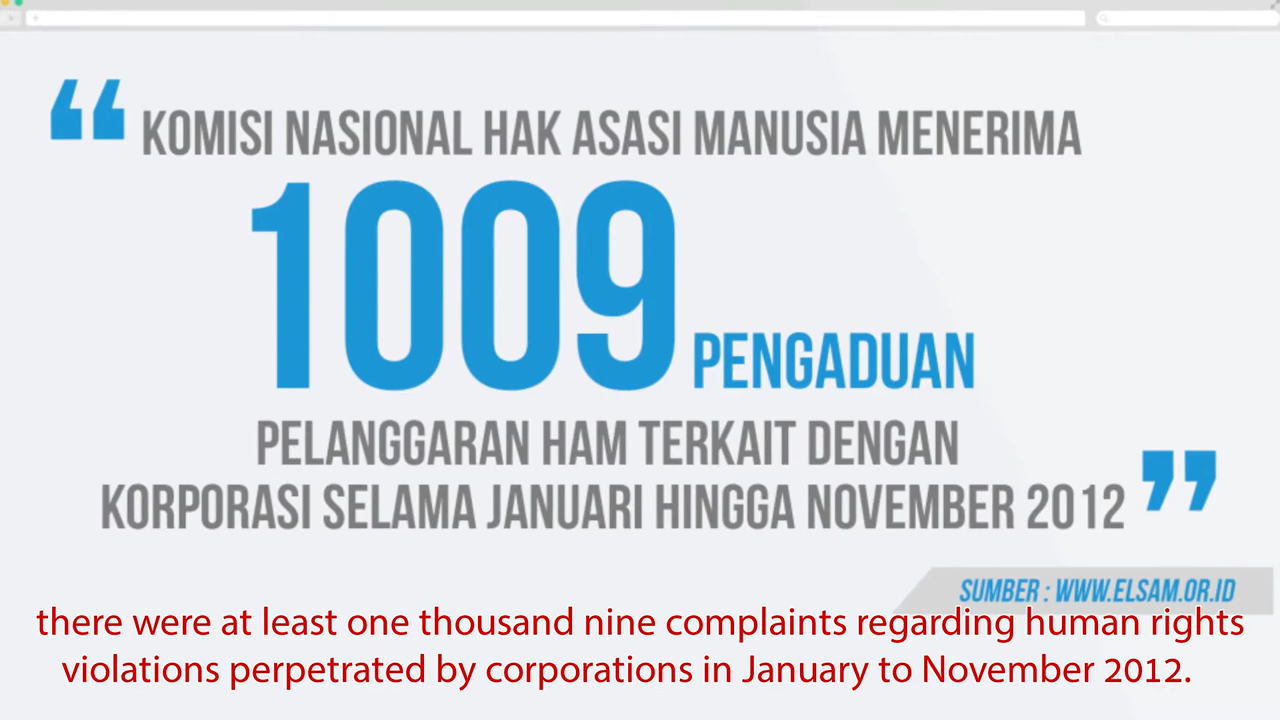 “ KOMISI NASIONAL HAK ASASI MANUSIA MENERIMA
1009 PENGADUAN
PELANGGARAN HAM TERKAIT DENGAN
KORPORASI SELAMA JANUARI HINGGA NOVEMBER 2012 ”
SUMBER : WWW.ELSAM.OR.ID
there were at least one thousand nine complaints regarding human rights
violations perpetrated by corporations in January to November 2012.